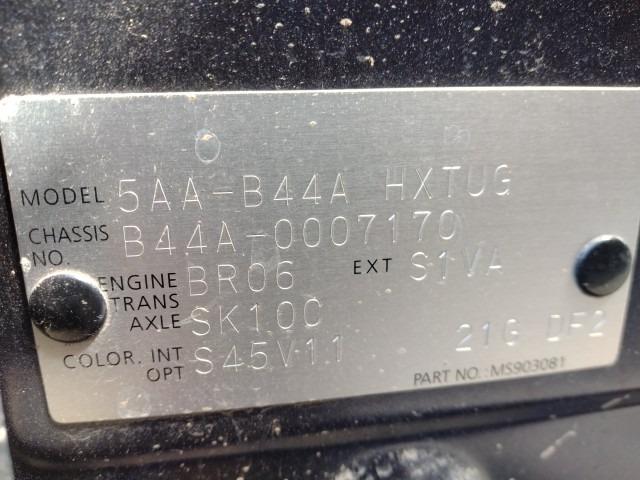 MODEL 5AA-B44A HXTUG
CHASSIS NO. B44A-0007170
ENGINE BR06 EXT S1VA
TRANS AXLE SK10C
COLOR. INT OPT S45V11 21G DF2
PART NO.:MS903081